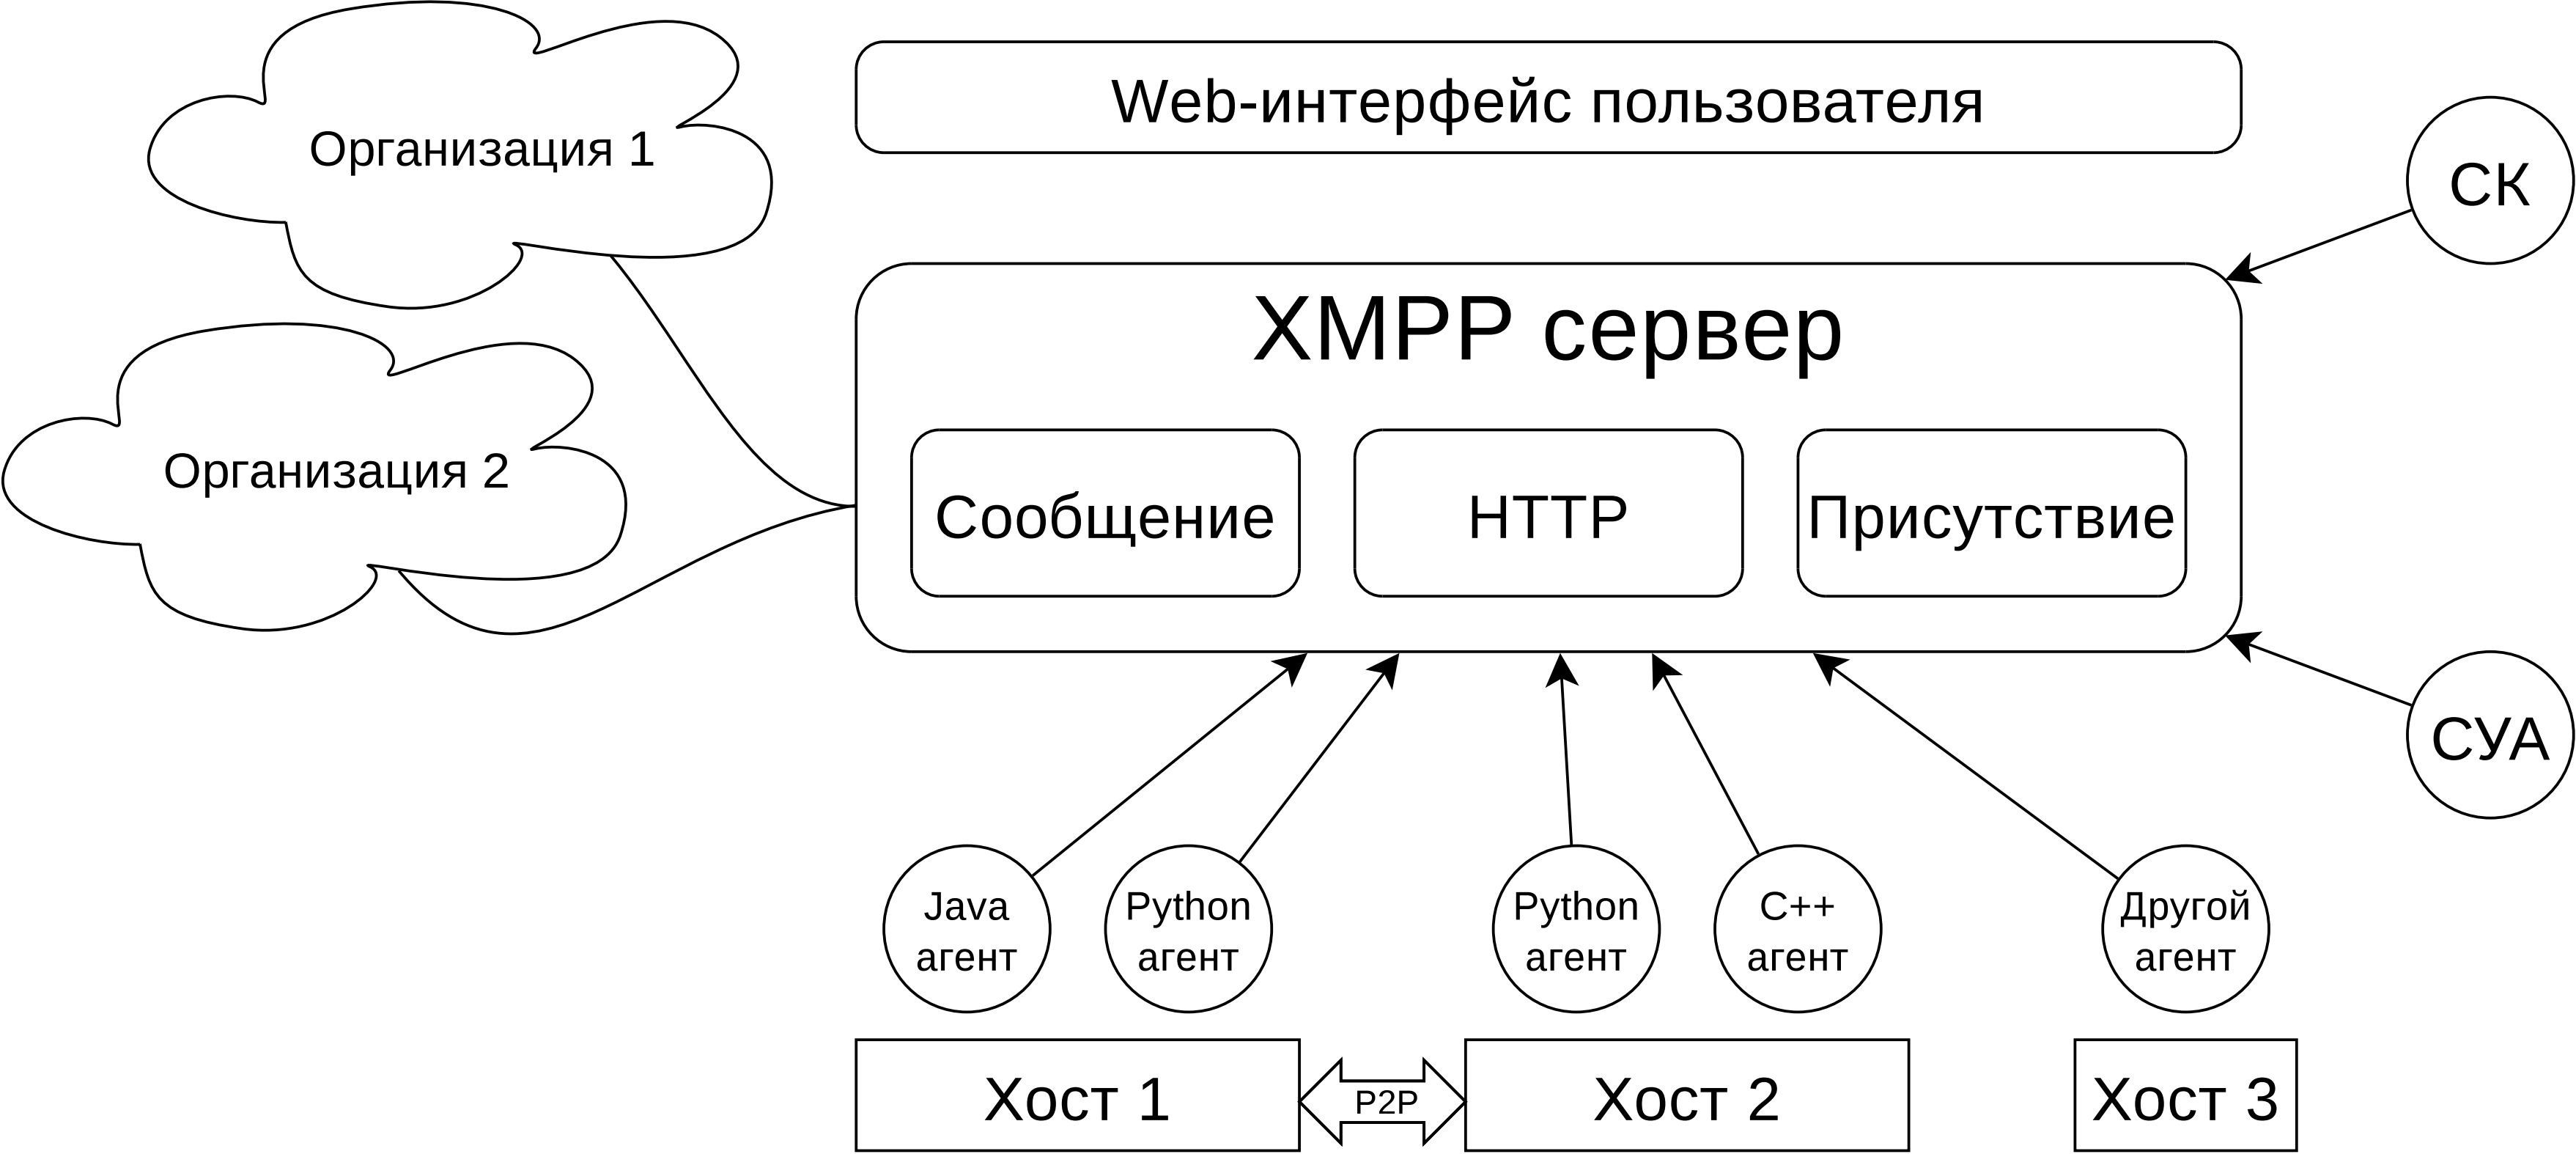 Web-интерфейс пользователя
Организация 1
СК
XMPP сервер
Организация 2
Сообщение
HTTP
Присутствие
СУА
Java
агент
Python
агент
Python
агент
C++
агент
Другой
агент
Хост 1
P2P
Хост 2
Хост 3